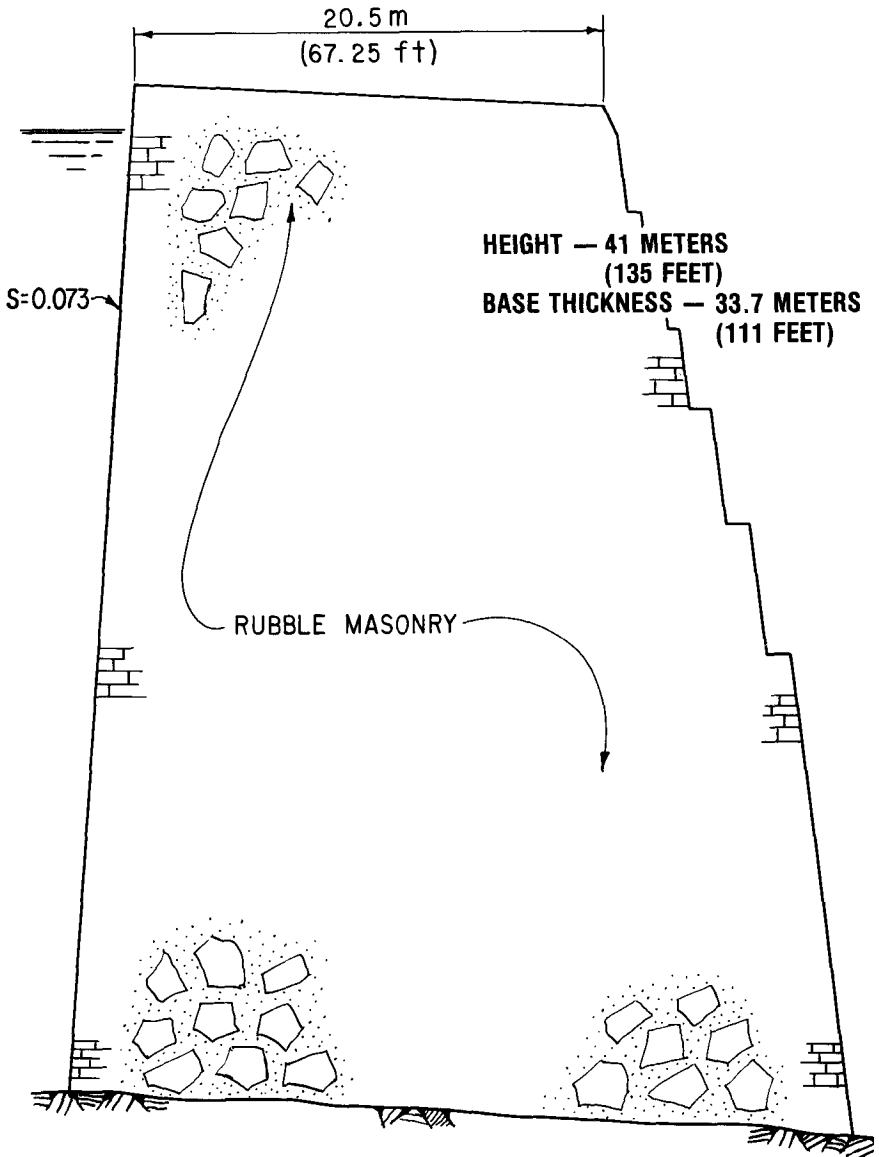 20.5 m
(67.25 ft)
HEIGHT — 41 METERS
(135 FEET)
BASE THICKNESS — 33.7 METERS
(111 FEET)
S=0.073
RUBBLE MASONRY